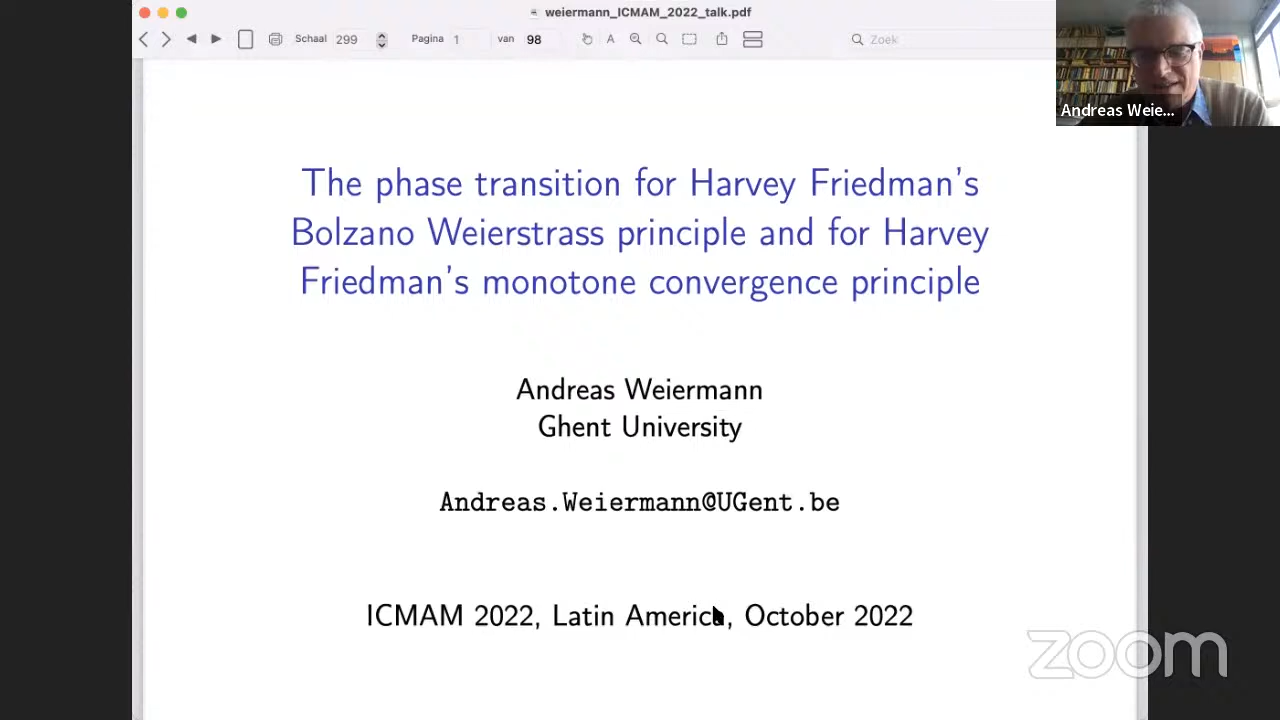 weiermann_ICMAM_2022_talk.pdf
Schaal 299 Pagina 1 van 98 Zoek
Andreas Weie...
The phase transition for Harvey Friedman's
Bolzano Weierstrass principle and for Harvey
Friedman's monotone convergence principle
Andreas Weiermann
Ghent University
Andreas.Weiermann@UGent.be
ICMAM 2022, Latin America, October 2022
zoom